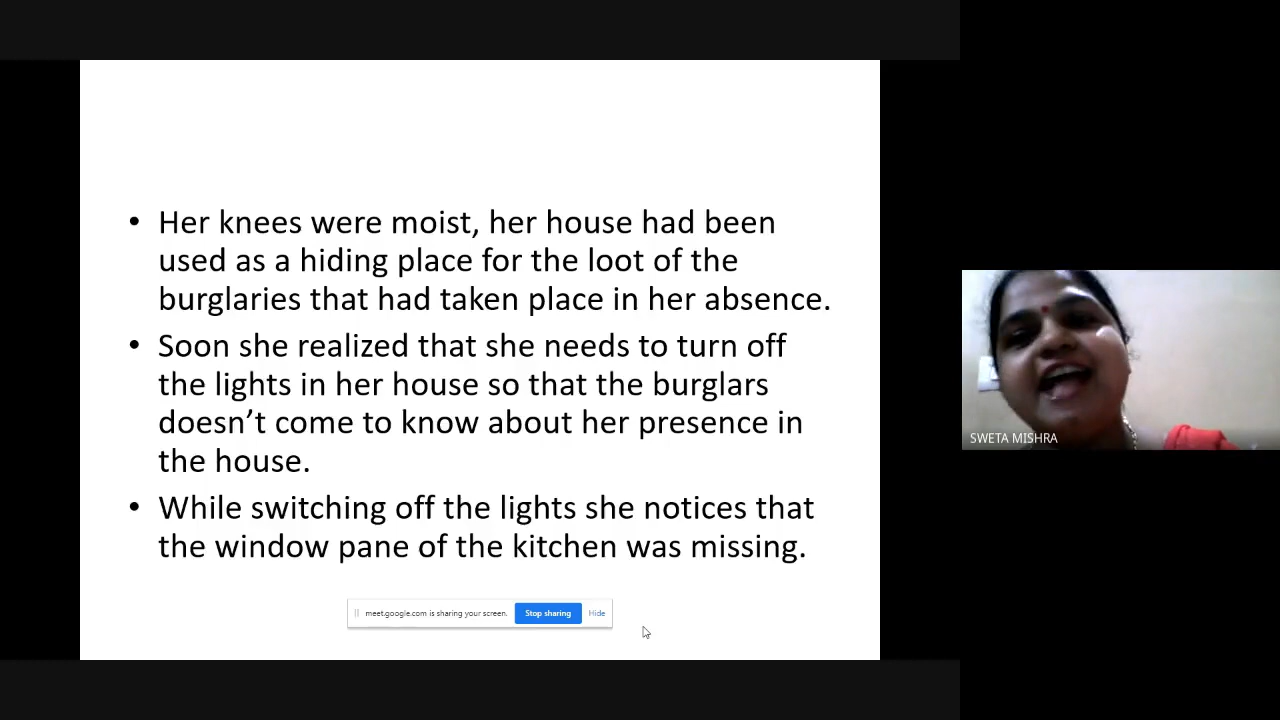 • Her knees were moist, her house had been
used as a hiding place for the loot of the
burglaries that had taken place in her absence.
• Soon she realized that she needs to turn off
the lights in her house so that the burglars
doesn’t come to know about her presence in
the house.
• While switching off the lights she notices that
the window pane of the kitchen was missing.
meet.google.com is sharing your screen. Stop sharing Hide
SWETA MISHRA